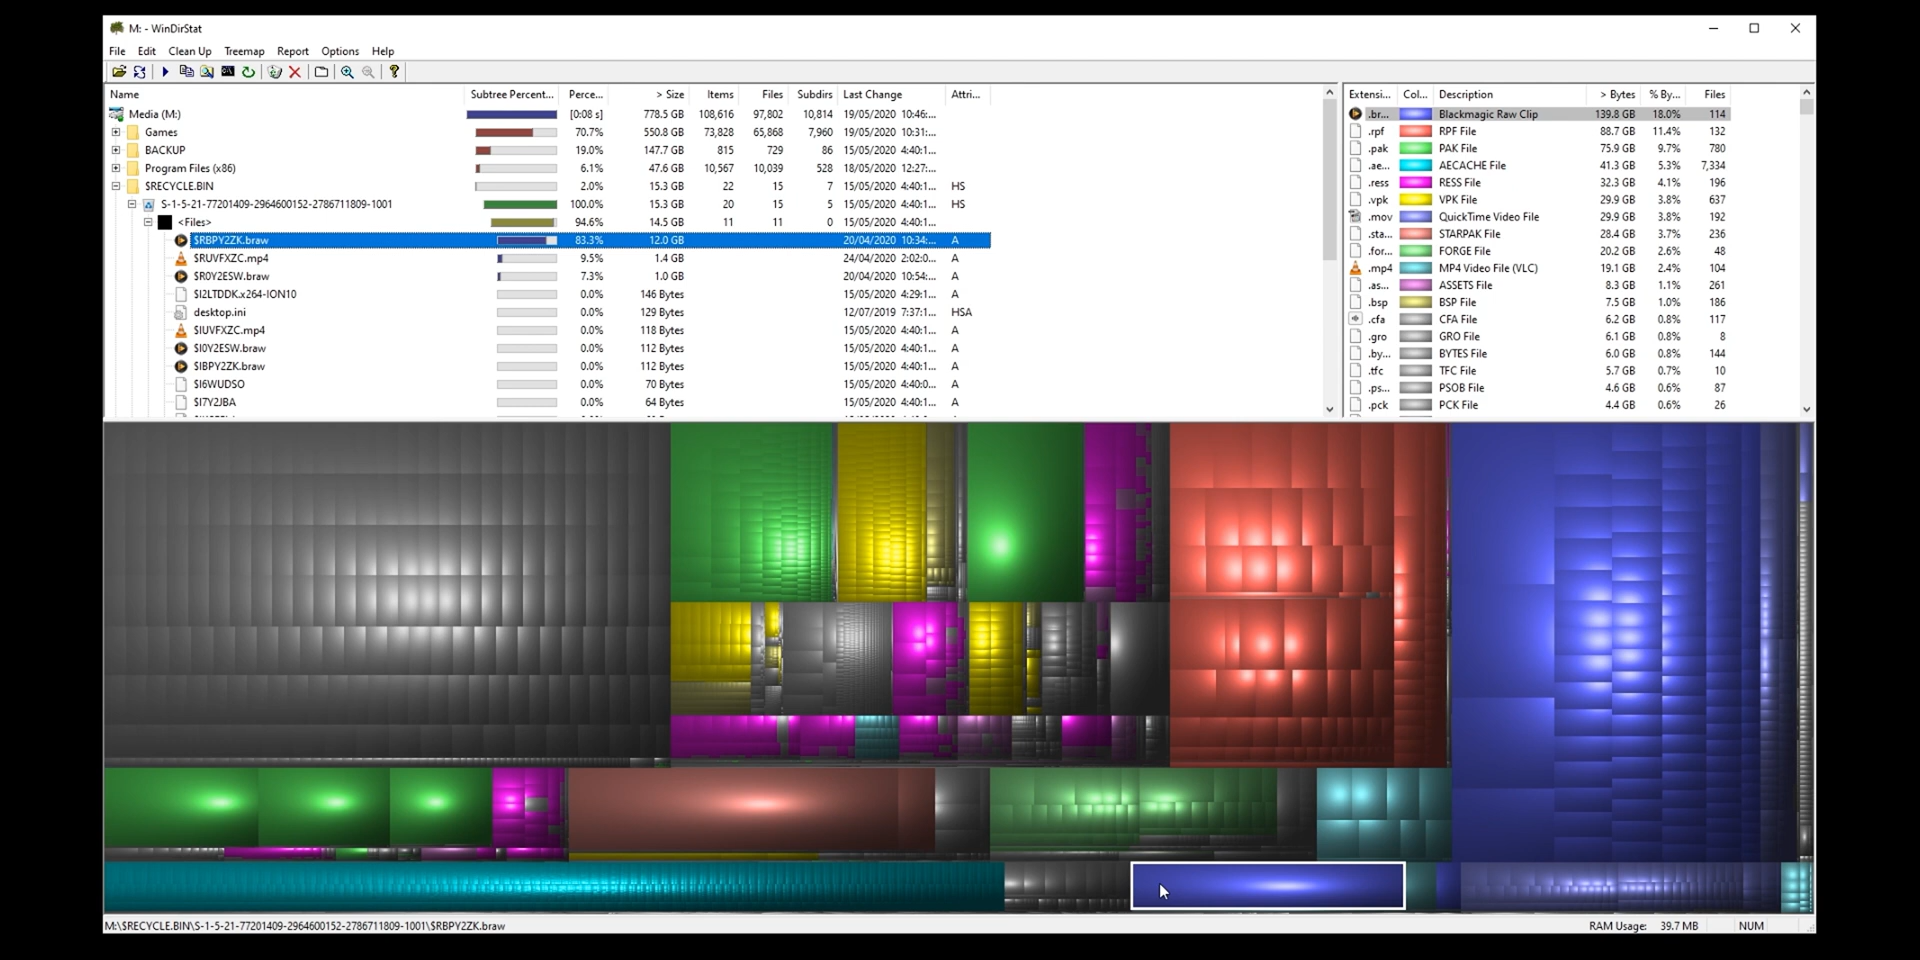 M: - WinDirStat
File Edit Clean Up Treemap Report Options Help
Name Subtree Percent... Perce... > Size Items Files Subdirs Last Change Attri...
Media (M:) [0:08 s] 778.5 GB 108,616 97,802 10,814 19/05/2020 10:46:...
Games 70.7% 550.8 GB 73,828 65,868 7,960 19/05/2020 10:31:...
BACKUP 19.0% 147.7 GB 815 729 86 15/05/2020 4:40:1...
Program Files (x86) 6.1% 47.6 GB 10,567 10,039 528 18/05/2020 12:27:...
$RECYCLE.BIN 2.0% 15.3 GB 22 15 7 15/05/2020 4:40:1... HS
S-1-5-21-77201409-2964600152-2786711809-1001 100.0% 15.3 GB 20 15 5 15/05/2020 4:40:1... HS
<Files> 94.6% 14.5 GB 11 11 0 15/05/2020 4:40:1...
$RBPY2ZK.braw 83.3% 12.0 GB 20/04/2020 10:34:... A
$RUVFXZC.mp4 9.5% 1.4 GB 24/04/2020 2:02:0... A
$R0Y2ESW.braw 7.3% 1.0 GB 20/04/2020 10:54:... A
$I2LTDDK.x264-ION10 0.0% 146 Bytes 15/05/2020 4:29:1... A
desktop.ini 0.0% 129 Bytes 12/07/2019 7:37:1... HSA
$IUVFXZC.mp4 0.0% 118 Bytes 15/05/2020 4:40:1... A
$I0Y2ESW.braw 0.0% 112 Bytes 15/05/2020 4:40:1... A
$IBPY2ZK.braw 0.0% 112 Bytes 15/05/2020 4:40:1... A
$I6WUDSO 0.0% 70 Bytes 15/05/2020 4:40:0... A
$I7Y2JBA 0.0% 64 Bytes 15/05/2020 4:40:1... A
Extensi... Col... Description > Bytes % By... Files
.br... Blackmagic Raw Clip 139.8 GB 18.0% 114
.rpf RPF File 88.7 GB 11.4% 132
.pak PAK File 75.9 GB 9.7% 780
.ae... AECACHE File 41.3 GB 5.3% 7,334
.ress RESS File 32.3 GB 4.1% 196
.vpk VPK File 29.9 GB 3.8% 637
.mov QuickTime Video File 29.9 GB 3.8% 192
.sta... STARPAK File 28.4 GB 3.7% 236
.for... FORGE File 20.2 GB 2.6% 48
.mp4 MP4 Video File (VLC) 19.1 GB 2.4% 104
.as... ASSETS File 8.3 GB 1.1% 261
.bsp BSP File 7.5 GB 1.0% 186
.cfa CFA File 6.2 GB 0.8% 117
.gro GRO File 6.1 GB 0.8% 8
.by... BYTES File 6.0 GB 0.8% 144
.tfc TFC File 5.7 GB 0.7% 10
.ps... PSOB File 4.6 GB 0.6% 87
.pck PCK File 4.4 GB 0.6% 26
M:\$RECYCLE.BIN\S-1-5-21-77201409-2964600152-2786711809-1001\$RBPY2ZK.braw
RAM Usage: 39.7 MB NUM